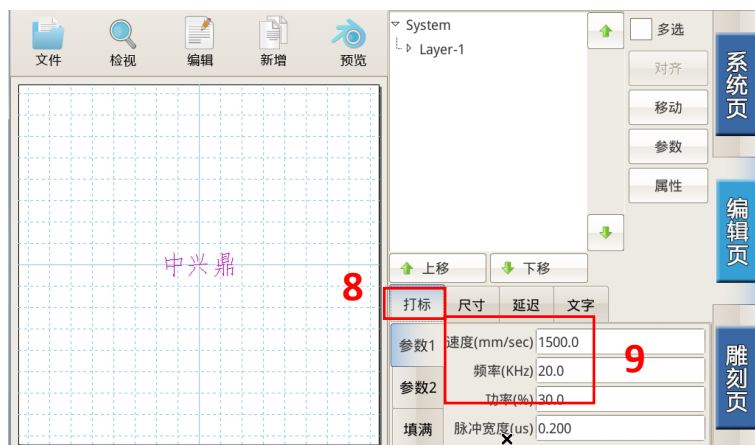 文件 检视 编辑 新增 预览
System
Layer-1
多选
对齐
移动
参数
属性
上移 下移
系统页
编辑页
雕刻页
中兴鼎
8
打标 尺寸 延迟 文字
参数1
参数2
填满
速度(mm/sec) 1500.0
频率(KHz) 20.0
功率(%) 30.0
脉冲宽度(us) 0.200
9